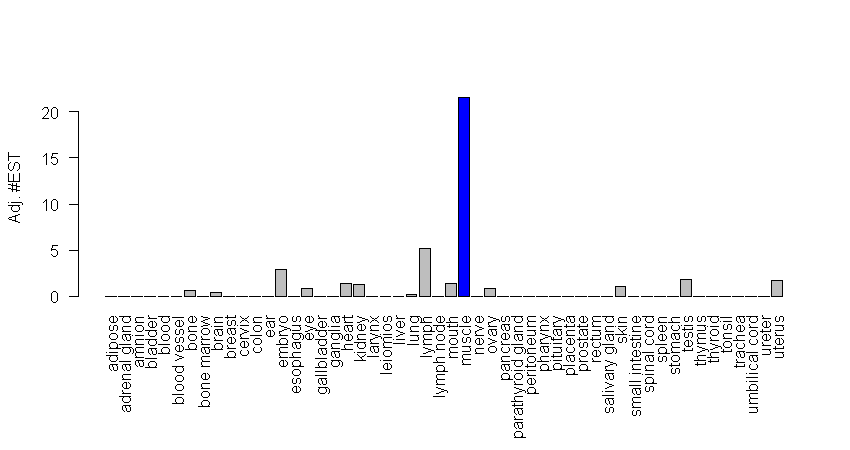 Adj. #EST
20
15
10
5
0
adipose
adrenal gland
amnion
bladder
blood
blood vessel
bone
bone marrow
brain
breast
cervix
colon
ear
embryo
esophagus
eye
gallbladder
ganglia
heart
kidney
larynx
leiomios
liver
lung
lymph
lymph node
mouth
muscle
nerve
ovary
pancreas
parathyroid gland
peritoneum
pharynx
pituitary
placenta
prostate
rectum
salivary gland
skin
small intestine
spinal cord
spleen
stomach
testis
thymus
thyroid
tonsil
trachea
umbilical cord
ureter
uterus